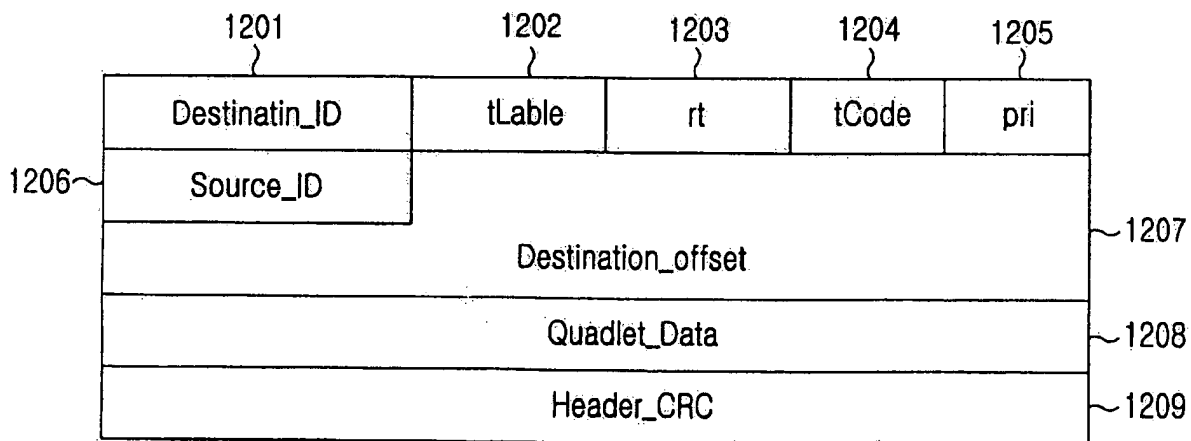 1201 1202 1203 1204 1205
Destinatin_ID tLable rt tCode pri
1206 Source_ID
1207
Destination_offset
Quadlet_Data 1208
Header_CRC 1209